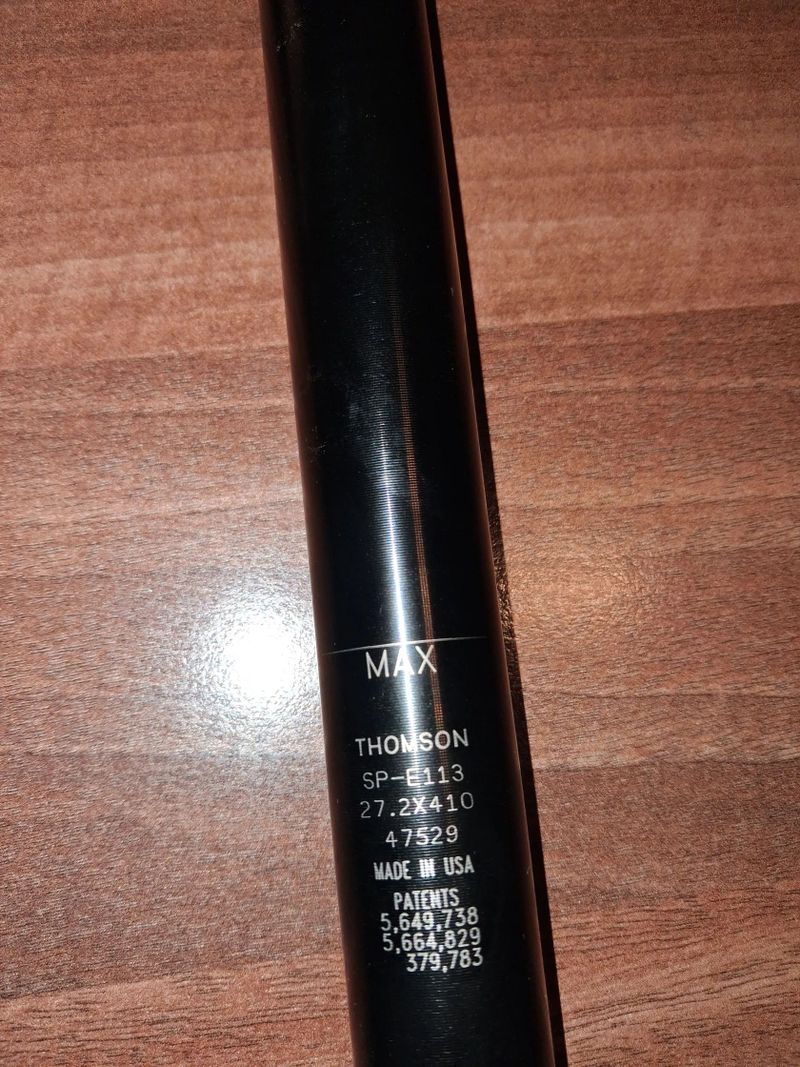 MAX
THOMSON
SP-E113
27.2X410
47529
MADE IN USA
PATENTS
5,649,738
5,664,829
379,783